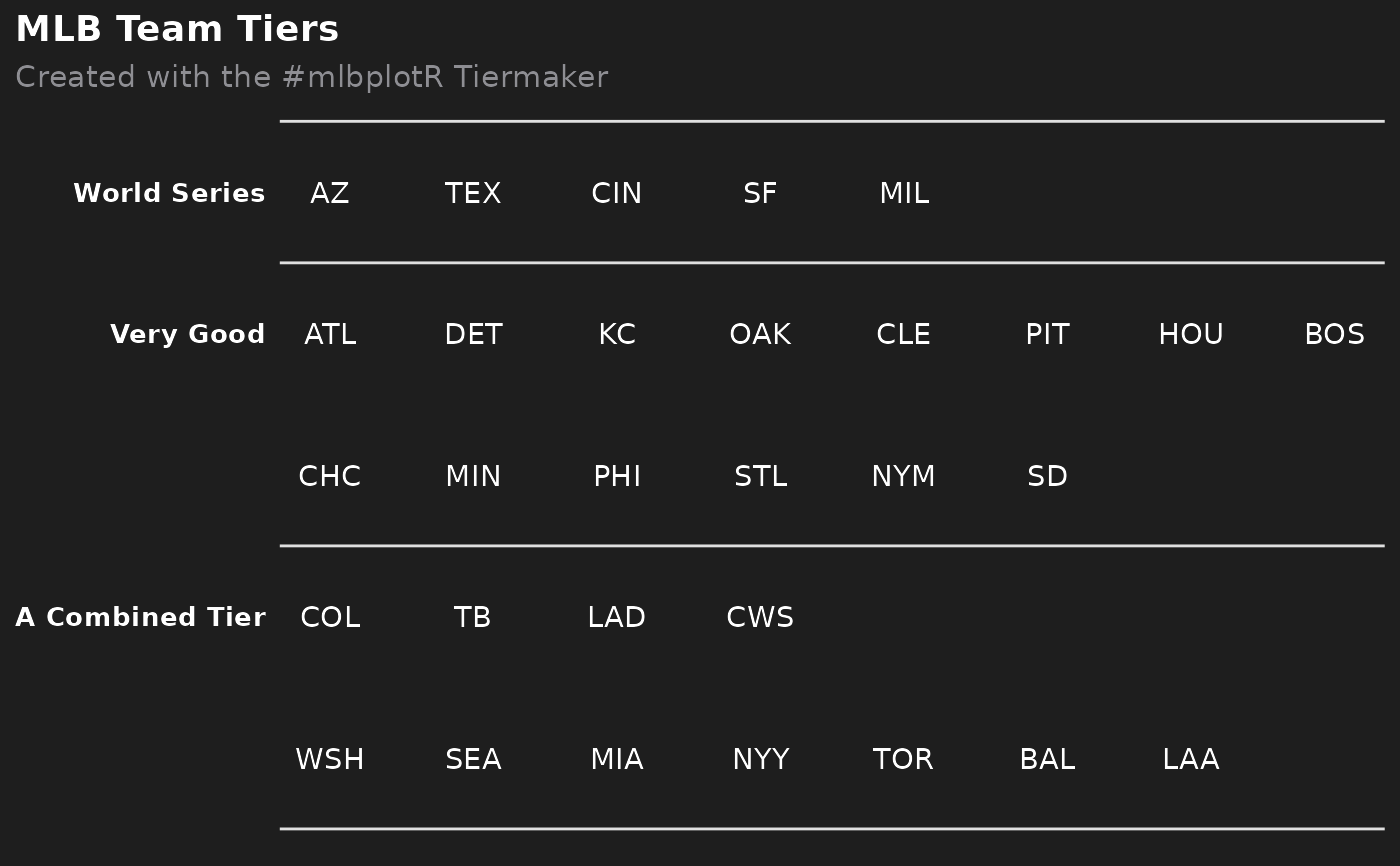 MLB Team Tiers
Created with the #mlbplotR Tiermaker
World Series AZ TEX CIN SF MIL
Very Good ATL DET KC OAK CLE PIT HOU BOS
CHC MIN PHI STL NYM SD
A Combined Tier COL TB LAD CWS
WSH SEA MIA NYY TOR BAL LAA